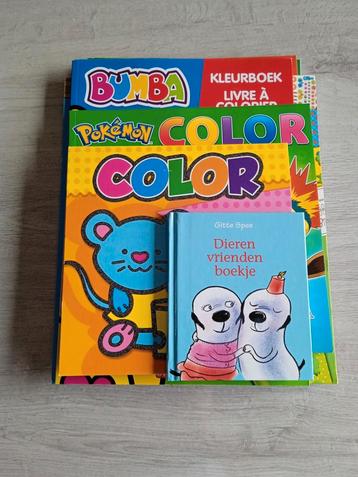 BUMBA
KLEURBOEK
LIVRE À
COLORIER
POKÉMON COLOR
COLOR
Gitte Spee
Dieren
vrienden
boekje